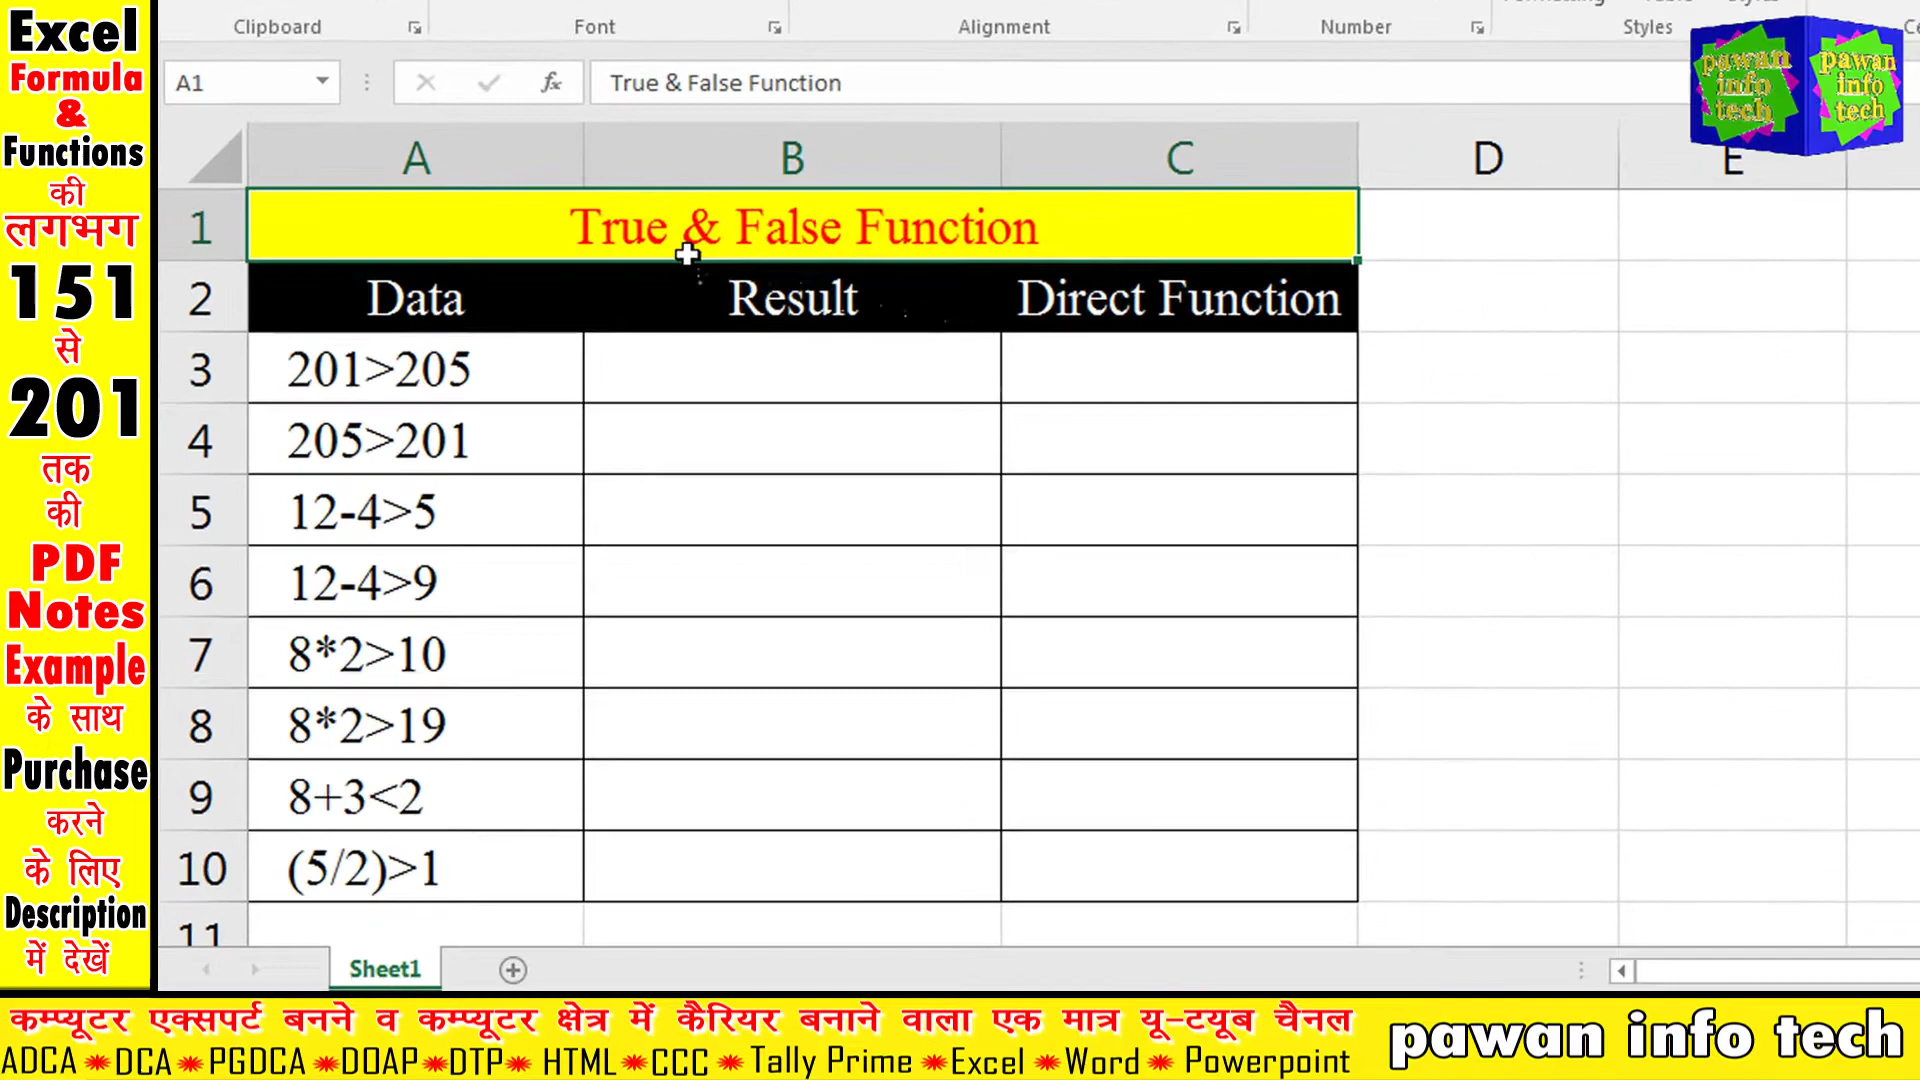 Excel
Formula
&
Functions
की
लगभग
151
से
201
तक
की
PDF
Notes
Example
के साथ
Purchase
करने
के लिए
Description
में देखें
Clipboard
Font
Alignment
Number
Styles
A1
fx
True & False Function
pawan info tech
pawan info tech
A B C D E
1 True & False Function
2 Data Result Direct Function
3 201>205
4 205>201
5 12-4>5
6 12-4>9
7 8*2>10
8 8*2>19
9 8+3<2
10 (5/2)>1
11
Sheet1
कम्प्यूटर एक्सपर्ट बनने व कम्प्यूटर क्षेत्र में कैरियर बनाने वाला एक मात्र यू-टयूब चैनल
ADCA DCA PGDCA DOAP DTP HTML CCC Tally Prime Excel Word Powerpoint
pawan info tech